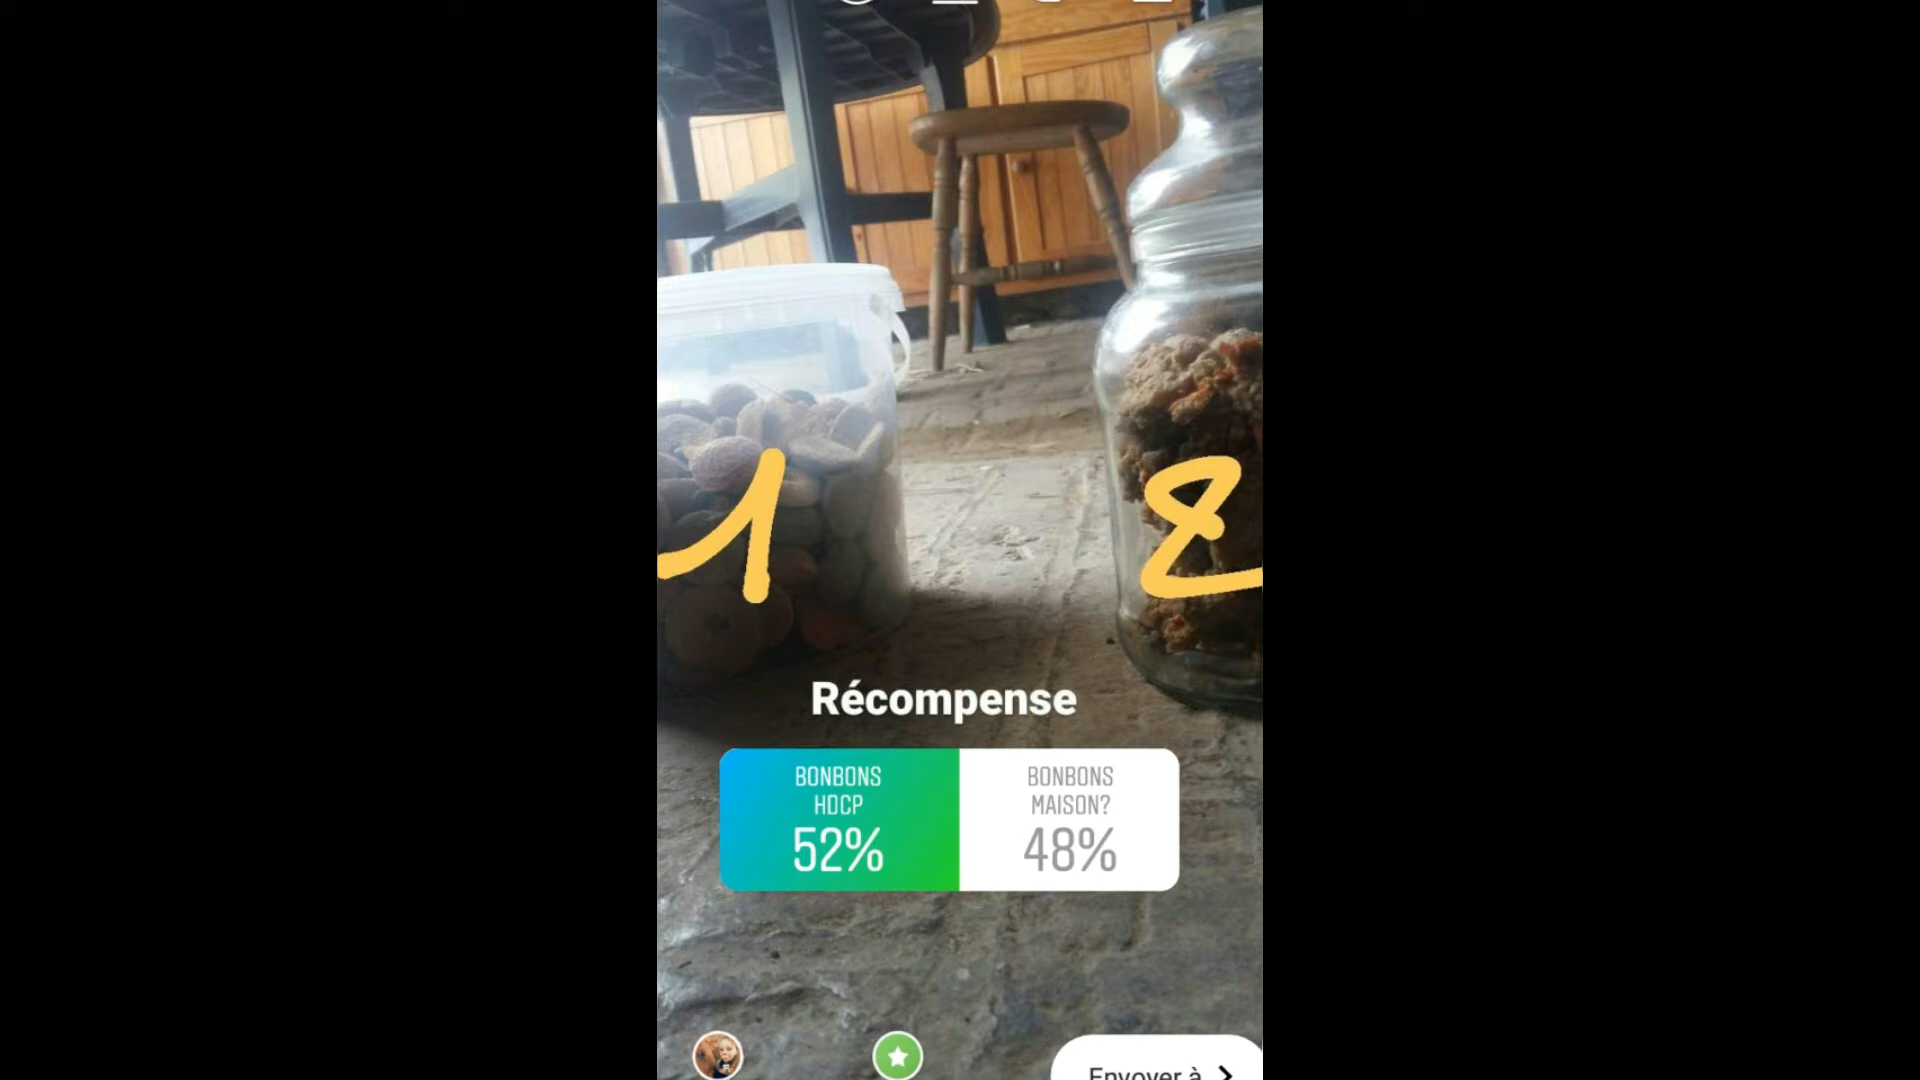 1 2
Récompense
BONBONS
HDCP
52%
BONBONS
MAISON?
48%
Envoyer à